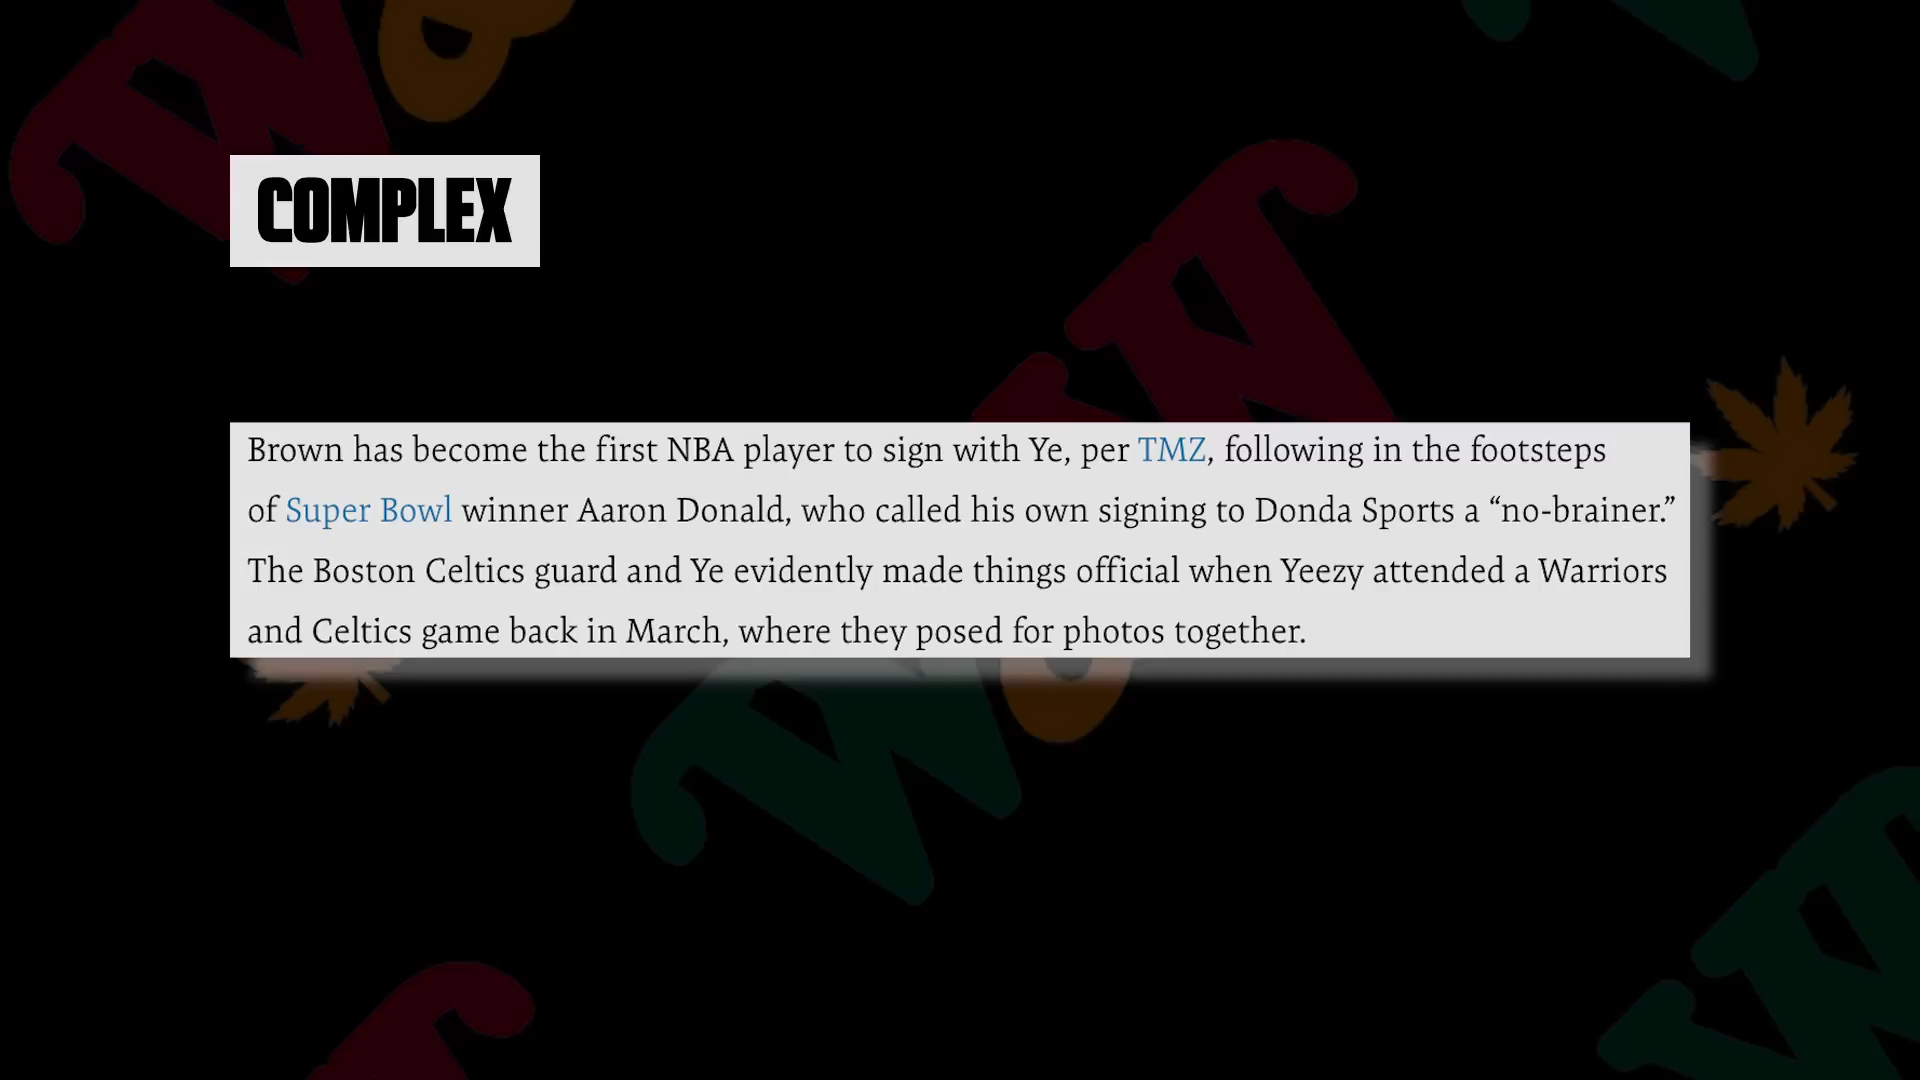 COMPLEX
Brown has become the first NBA player to sign with Ye, per TMZ, following in the footsteps
of Super Bowl winner Aaron Donald, who called his own signing to Donda Sports a “no-brainer.”
The Boston Celtics guard and Ye evidently made things official when Yeezy attended a Warriors
and Celtics game back in March, where they posed for photos together.